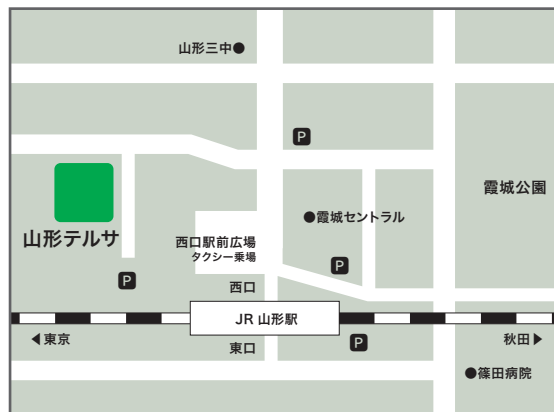 山形三中●
P
霞城公園
●霞城セントラル
山形テルサ
西口駅前広場
タクシー乗場
P
P
西口
JR 山形駅
◀東京
東口
P
秋田▶
●篠田病院